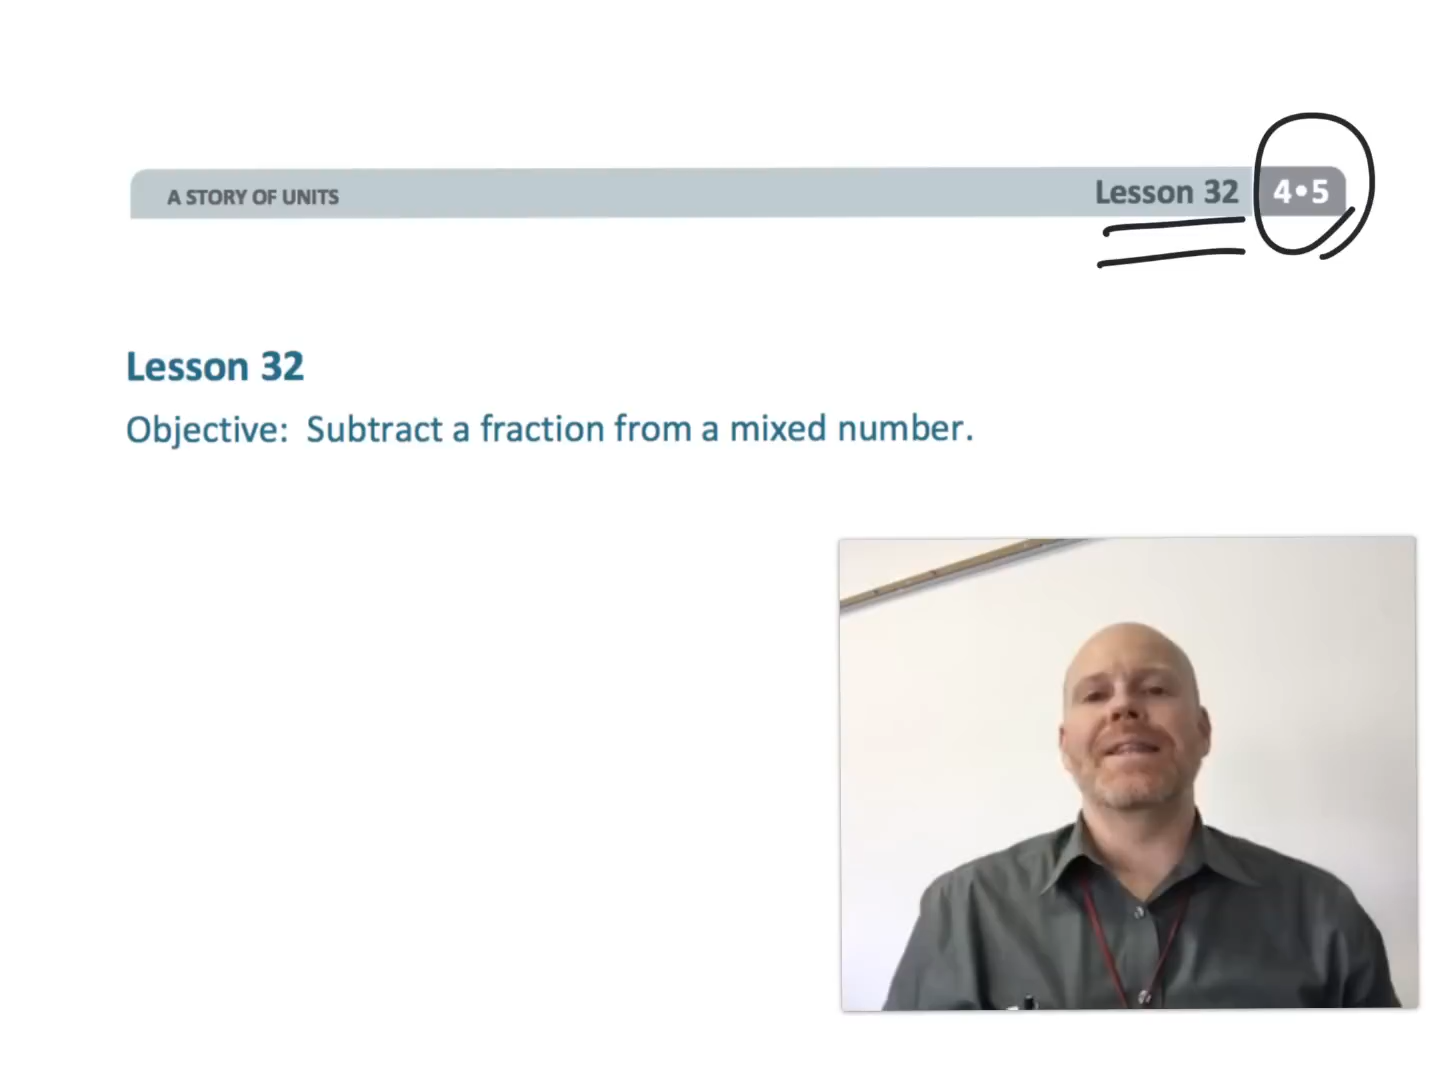 A STORY OF UNITS Lesson 32 4•5
Lesson 32
Objective: Subtract a fraction from a mixed number.